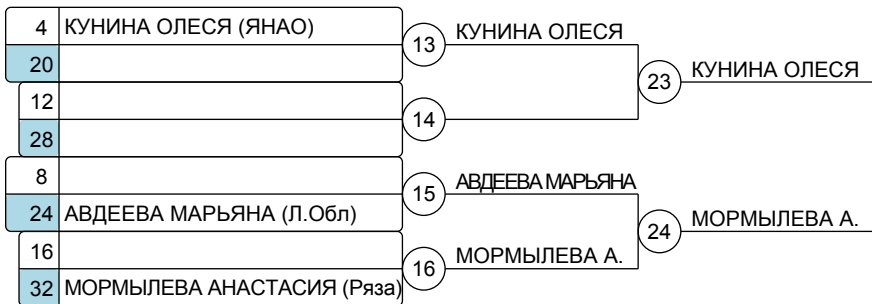 4 КУНИНА ОЛЕСЯ (ЯНАО)
13 КУНИНА ОЛЕСЯ
20
23 КУНИНА ОЛЕСЯ
12
14
28
8
15 АВДЕЕВА МАРЬЯНА
24 АВДЕЕВА МАРЬЯНА (Л.Обл)
24 МОРМЫЛЕВА А.
16
16 МОРМЫЛЕВА А.
32 МОРМЫЛЕВА АНАСТАСИЯ (Ряза)